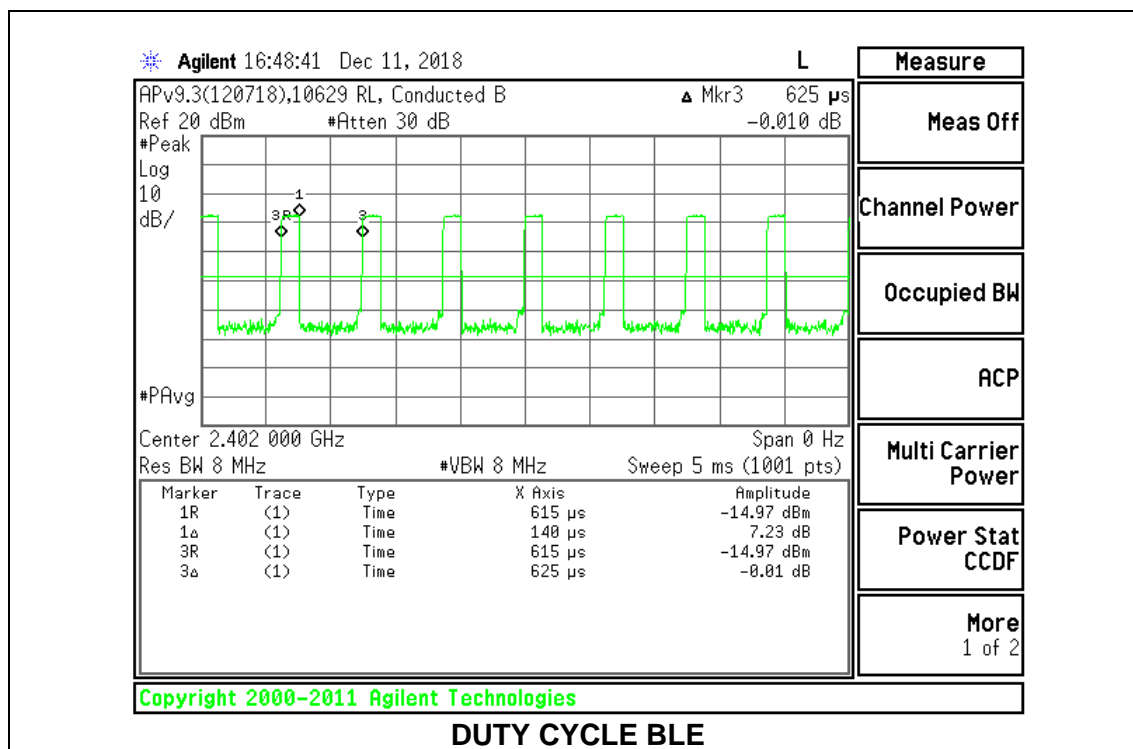 Agilent 16:48:41 Dec 11, 2018 L
Measure
APv9.3(120718),10629 RL, Conducted B Δ Mkr3 625 µs
Ref 20 dBm #Atten 30 dB -0.010 dB
#Peak
Log
10
dB/
1
3R
3
#PAvg
Center 2.402 000 GHz Span 0 Hz
Res BW 8 MHz #VBW 8 MHz Sweep 5 ms (1001 pts)
Marker Trace Type X Axis Amplitude
1R (1) Time 615 µs -14.97 dBm
1Δ (1) Time 140 µs 7.23 dB
3R (1) Time 615 µs -14.97 dBm
3Δ (1) Time 625 µs -0.01 dB
Meas Off
Channel Power
Occupied BW
ACP
Multi Carrier
Power
Power Stat
CCDF
More
1 of 2
Copyright 2000-2011 Agilent Technologies
DUTY CYCLE BLE